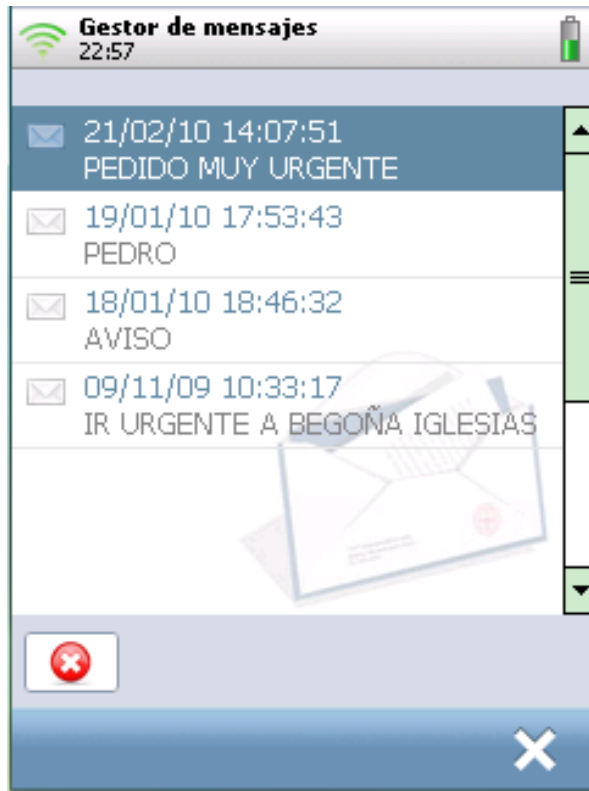 Gestor de mensajes
22:57
21/02/10 14:07:51
PEDIDO MUY URGENTE
19/01/10 17:53:43
PEDRO
18/01/10 18:46:32
AVISO
09/11/09 10:33:17
IR URGENTE A BEGOÑA IGLESIAS